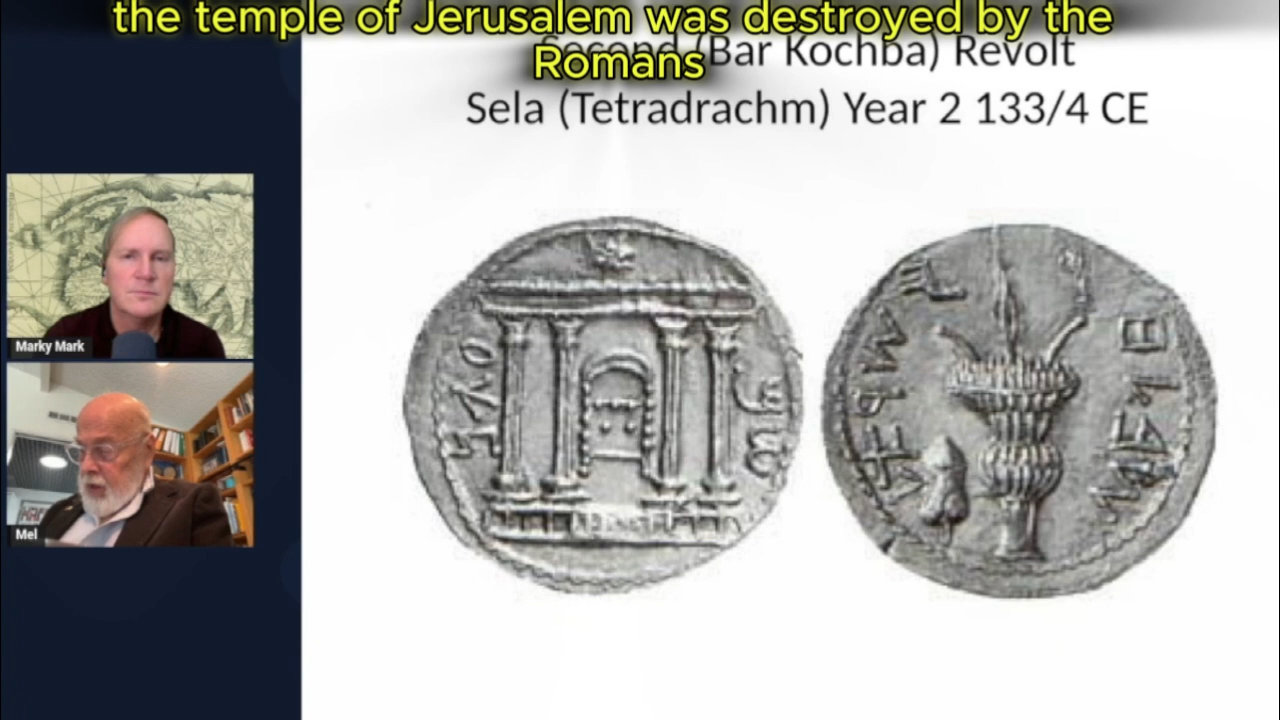 the temple of Jerusalem was destroyed by the
Romans
Second (Bar Kochba) Revolt
Sela (Tetradrachm) Year 2 133/4 CE
Marky Mark
Mel